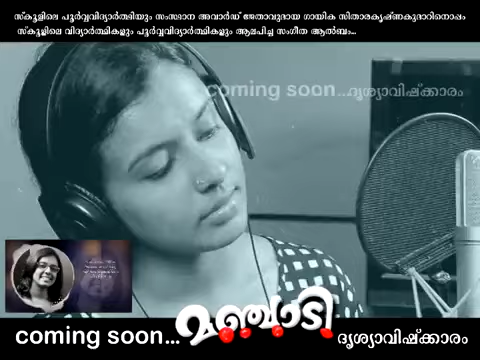 സ്കൂളിലെ പൂർവ്വവിദ്യാർത്ഥിയും സംസ്ഥാന അവാർഡ് ജേതാവുമായ ഗായിക സിതാരകൃഷ്ണകുമാറിനൊപ്പം
സ്കൂളിലെ വിദ്യാർത്ഥികളും പൂർവ്വവിദ്യാർത്ഥികളും ആലപിച്ച സംഗീത ആൽബം...
coming soon...ദൃശ്യാവിഷ്ക്കാരം
coming soon... മഞ്ചാടി ദൃശ്യാവിഷ്ക്കാരം